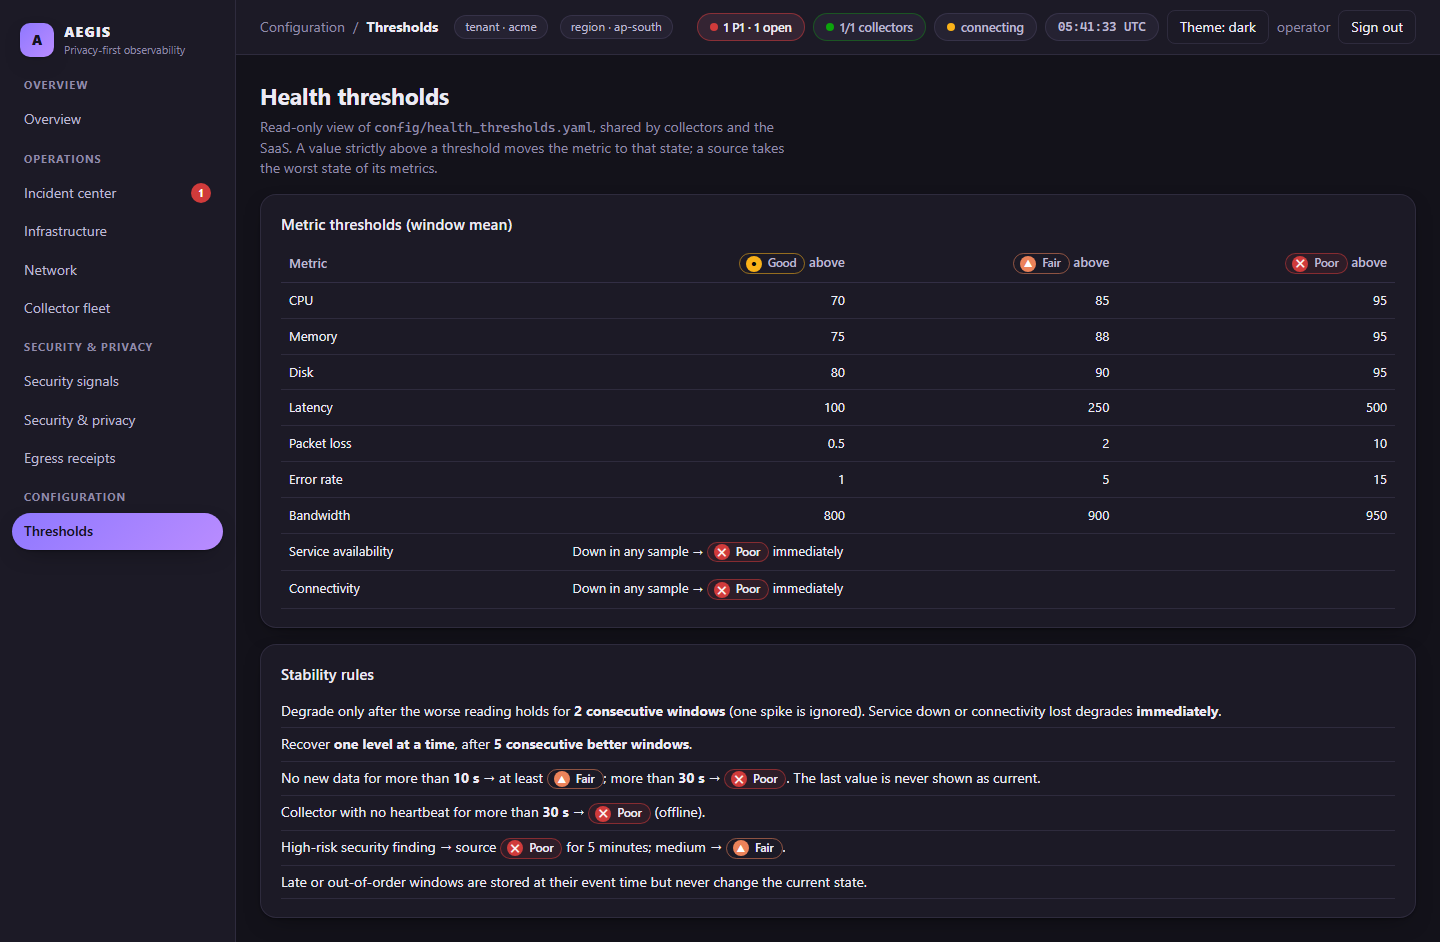 A
AEGIS
Privacy-first observability
OVERVIEW
Overview
OPERATIONS
Incident center 1
Infrastructure
Network
Collector fleet
SECURITY & PRIVACY
Security signals
Security & privacy
Egress receipts
CONFIGURATION
Thresholds
Configuration / Thresholds tenant · acme region · ap-south 1 P1 · 1 open 1/1 collectors connecting 05:41:33 UTC Theme: dark operator Sign out
Health thresholds
Read-only view of config/health_thresholds.yaml, shared by collectors and the
SaaS. A value strictly above a threshold moves the metric to that state; a source takes
the worst state of its metrics.
Metric thresholds (window mean)
Metric Good above Fair above Poor above
CPU 70 85 95
Memory 75 88 95
Disk 80 90 95
Latency 100 250 500
Packet loss 0.5 2 10
Error rate 1 5 15
Bandwidth 800 900 950
Service availability Down in any sample → Poor immediately
Connectivity Down in any sample → Poor immediately
Stability rules
Degrade only after the worse reading holds for 2 consecutive windows (one spike is ignored). Service down or connectivity lost degrades immediately.
Recover one level at a time, after 5 consecutive better windows.
No new data for more than 10 s → at least Fair; more than 30 s → Poor. The last value is never shown as current.
Collector with no heartbeat for more than 30 s → Poor (offline).
High-risk security finding → source Poor for 5 minutes; medium → Fair.
Late or out-of-order windows are stored at their event time but never change the current state.